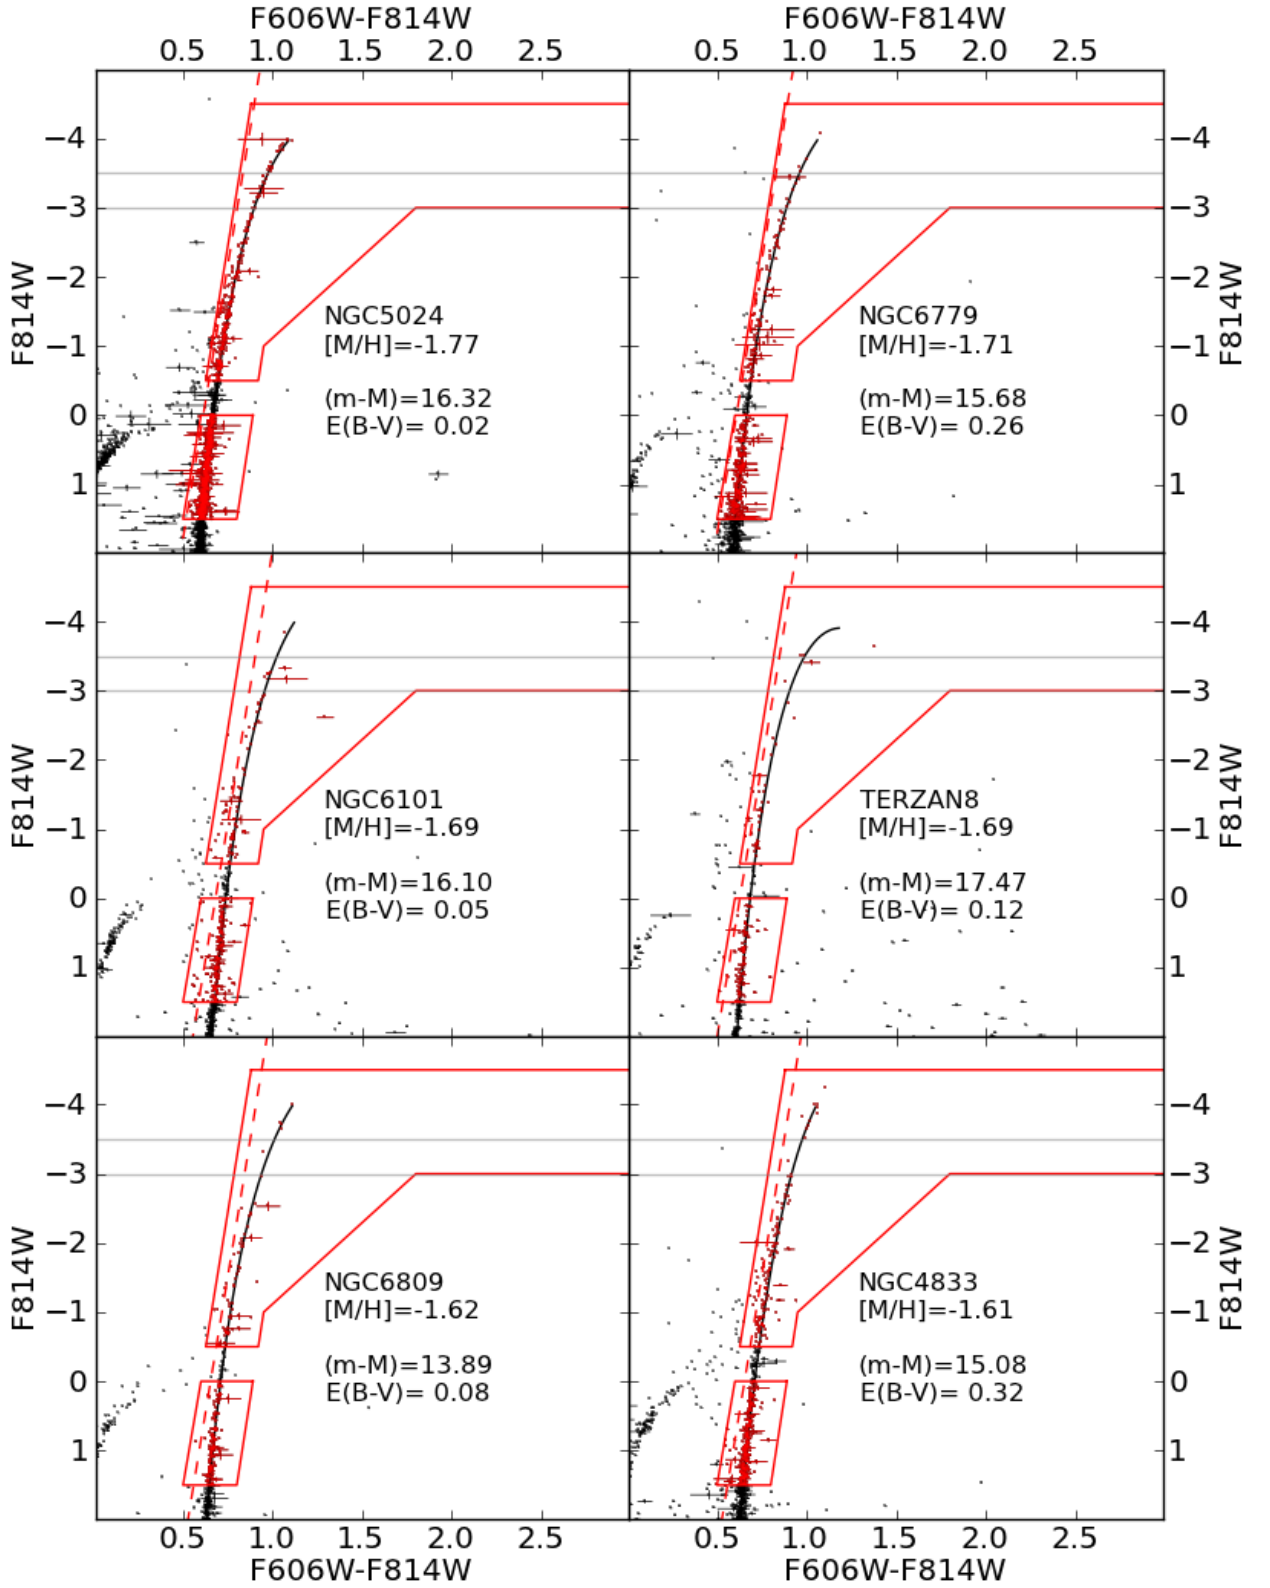 F606W-F814W F606W-F814W
0.5 1.0 1.5 2.0 2.5 0.5 1.0 1.5 2.0 2.5
F814W
−4
−3
−2
−1
0
1
NGC5024
[M/H]=-1.77
(m-M)=16.32
E(B-V)= 0.02
NGC6779
[M/H]=-1.71
(m-M)=15.68
E(B-V)= 0.26
−4
−3
−2
−1
0
1
F814W
F814W
−4
−3
−2
−1
0
1
NGC6101
[M/H]=-1.69
(m-M)=16.10
E(B-V)= 0.05
TERZAN8
[M/H]=-1.69
(m-M)=17.47
E(B-V)= 0.12
−4
−3
−2
−1
0
1
F814W
F814W
−4
−3
−2
−1
0
1
NGC6809
[M/H]=-1.62
(m-M)=13.89
E(B-V)= 0.08
NGC4833
[M/H]=-1.61
(m-M)=15.08
E(B-V)= 0.32
−4
−3
−2
−1
0
1
F814W
0.5 1.0 1.5 2.0 2.5 0.5 1.0 1.5 2.0 2.5
F606W-F814W F606W-F814W